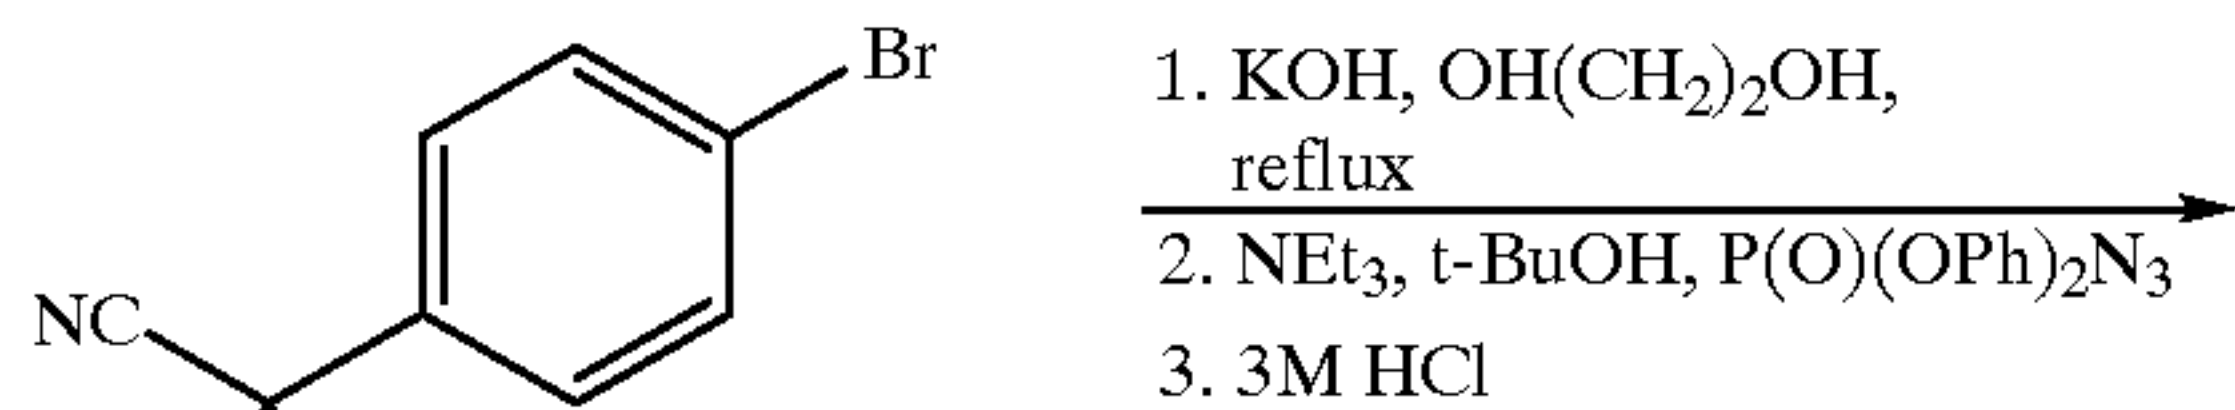 Br
1. KOH, OH(CH₂)₂OH,
reflux
2. NEt₃, t-BuOH, P(O)(OPh)₂N₃
NC
3. 3M HCl